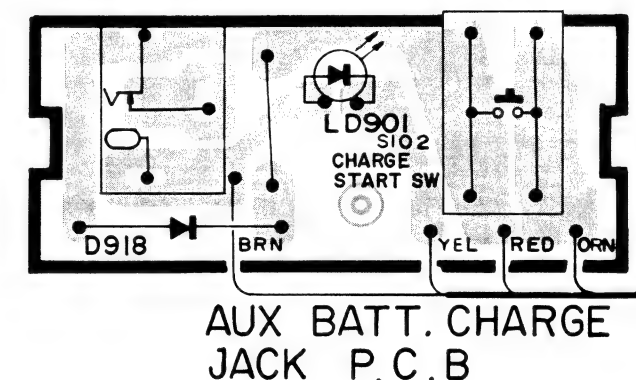 LD901
S102
CHARGE
START SW
D918
BRN
YEL
RED
ORN
AUX BATT. CHARGE
JACK P.C.B